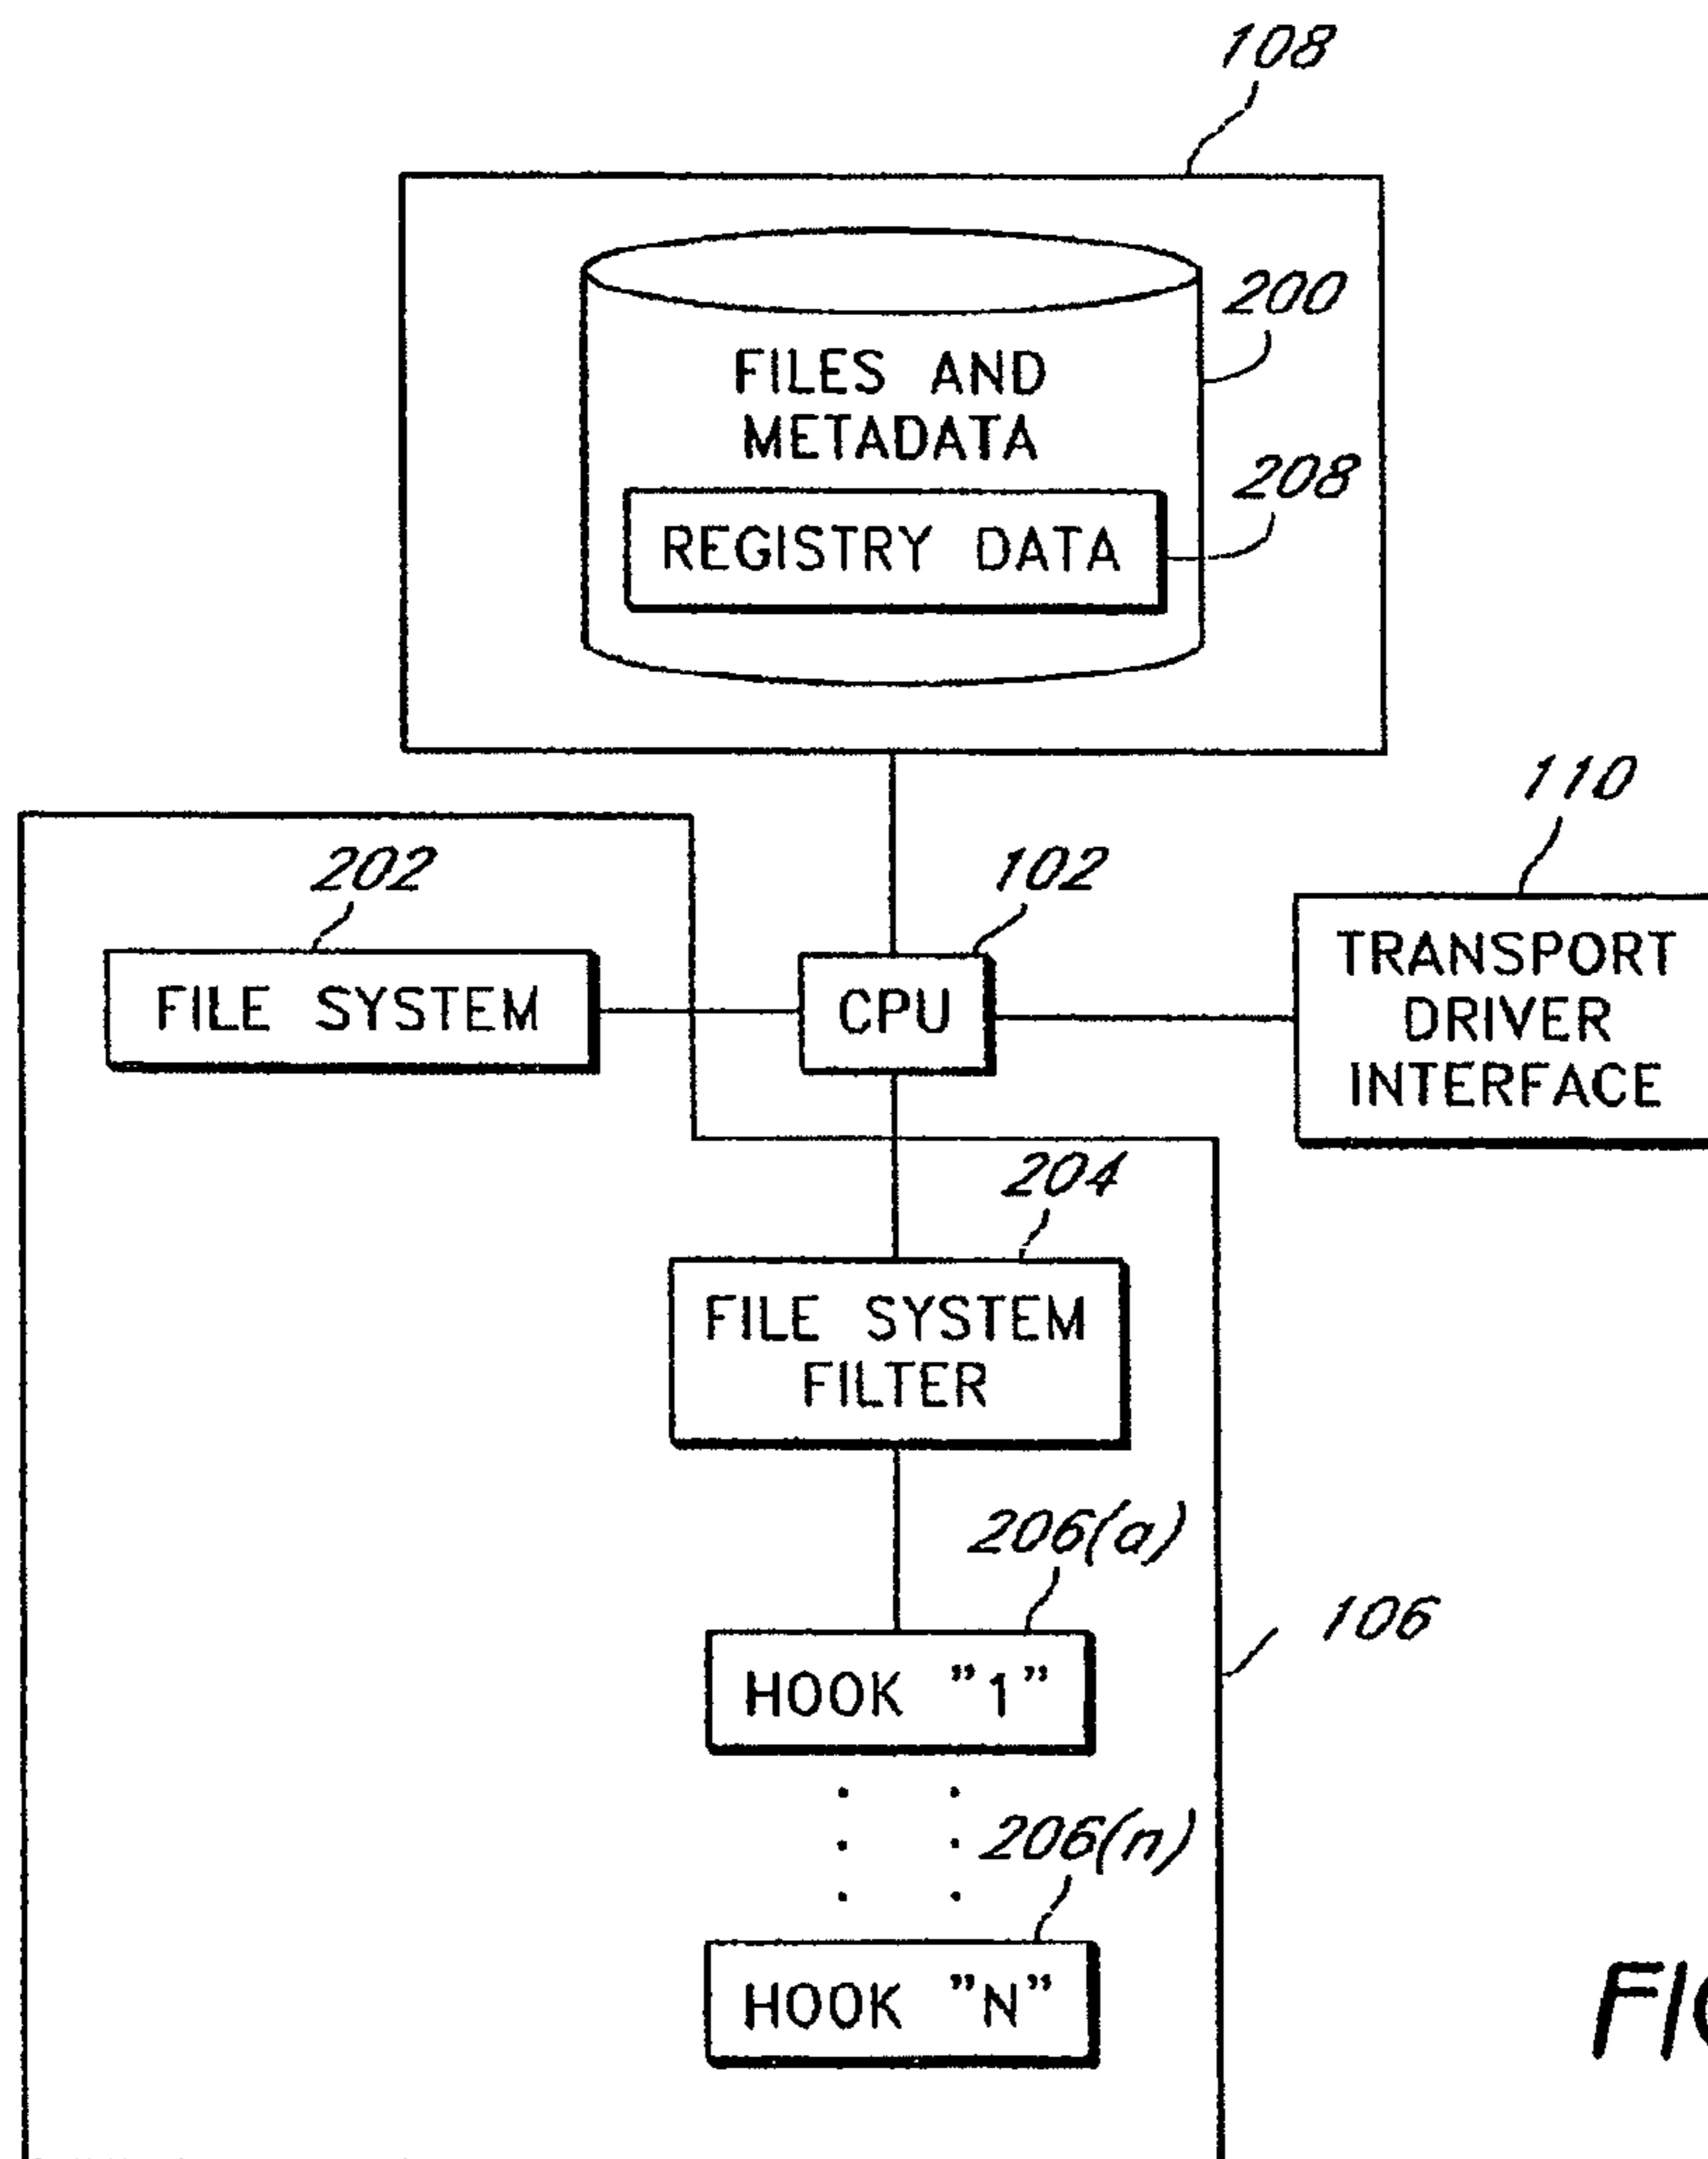 108
200
FILES AND
METADATA
208
REGISTRY DATA
110
202
102
TRANSPORT
DRIVER
INTERFACE
FILE SYSTEM
CPU
204
FILE SYSTEM
FILTER
206(a)
106
HOOK "1"
206(n)
HOOK "N"